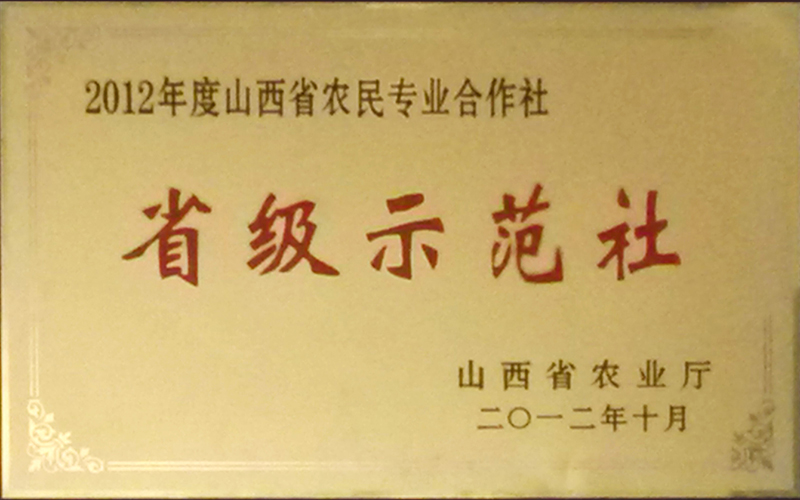 2012年度山西省农民专业合作社
省级示范社
山西省农业厅
二〇一二年十月